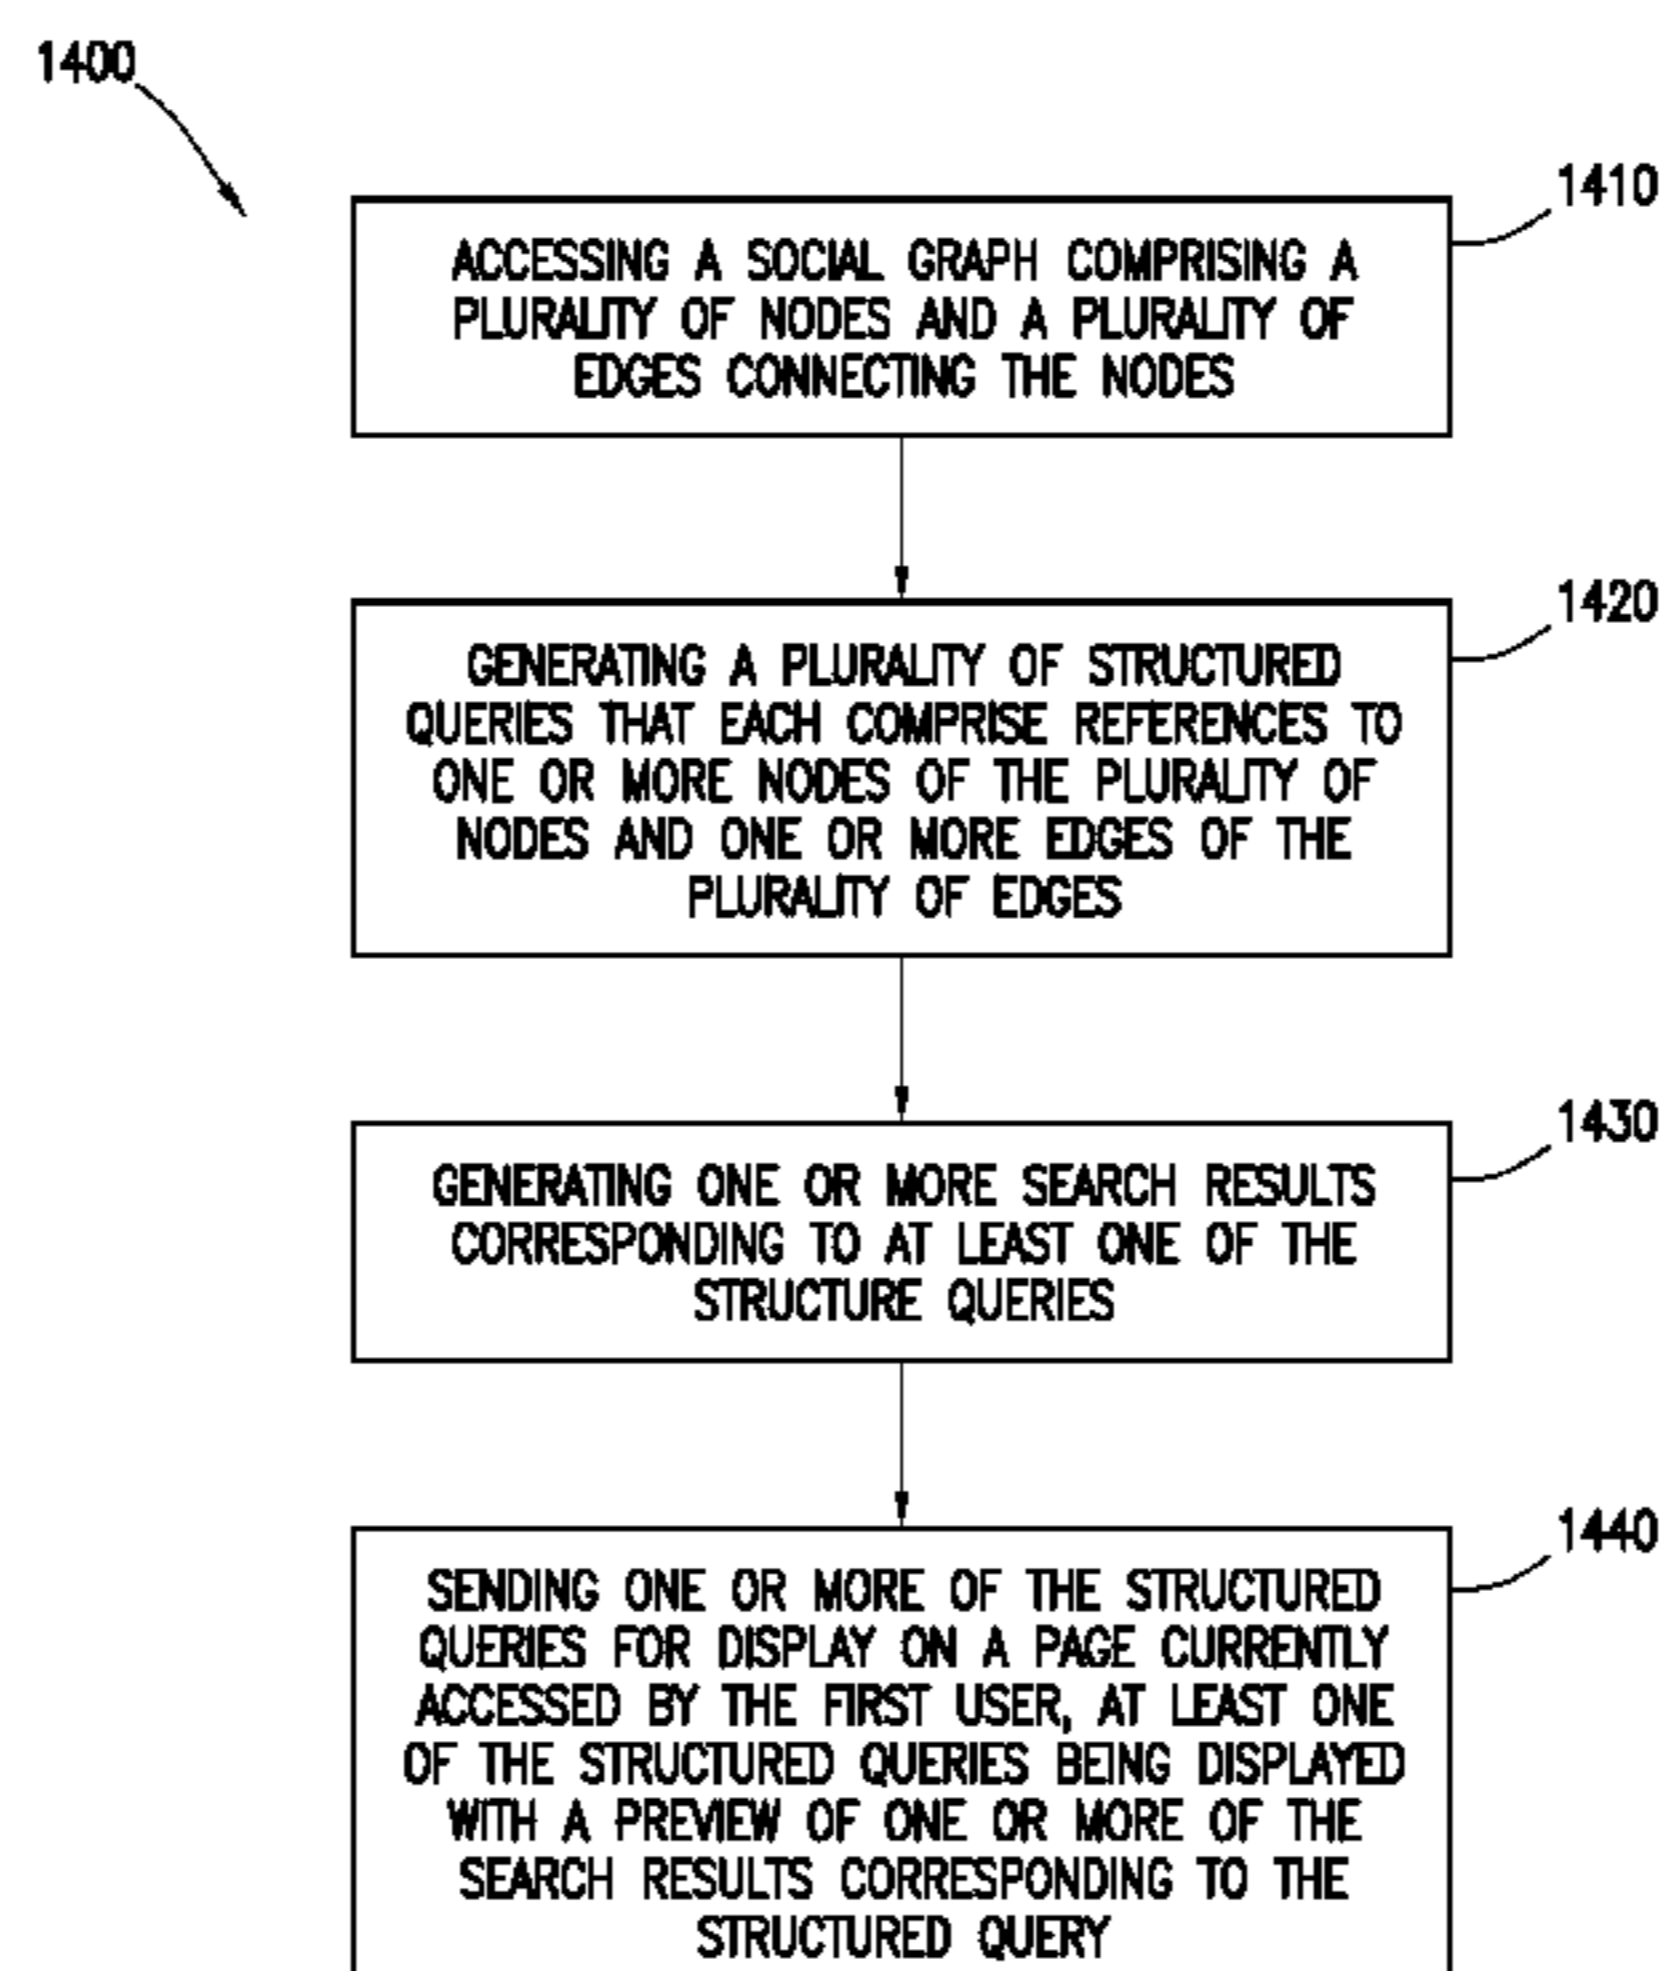 1400
1410
ACCESSING A SOCIAL GRAPH COMPRISING A
PLURALITY OF NODES AND A PLURALITY OF
EDGES CONNECTING THE NODES
1420
GENERATING A PLURALITY OF STRUCTURED
QUERIES THAT EACH COMPRISE REFERENCES TO
ONE OR MORE NODES OF THE PLURALITY OF
NODES AND ONE OR MORE EDGES OF THE
PLURALITY OF EDGES
1430
GENERATING ONE OR MORE SEARCH RESULTS
CORRESPONDING TO AT LEAST ONE OF THE
STRUCTURE QUERIES
1440
SENDING ONE OR MORE OF THE STRUCTURED
QUERIES FOR DISPLAY ON A PAGE CURRENTLY
ACCESSED BY THE FIRST USER, AT LEAST ONE
OF THE STRUCTURED QUERIES BEING DISPLAYED
WITH A PREVIEW OF ONE OR MORE OF THE
SEARCH RESULTS CORRESPONDING TO THE
STRUCTURED QUERY